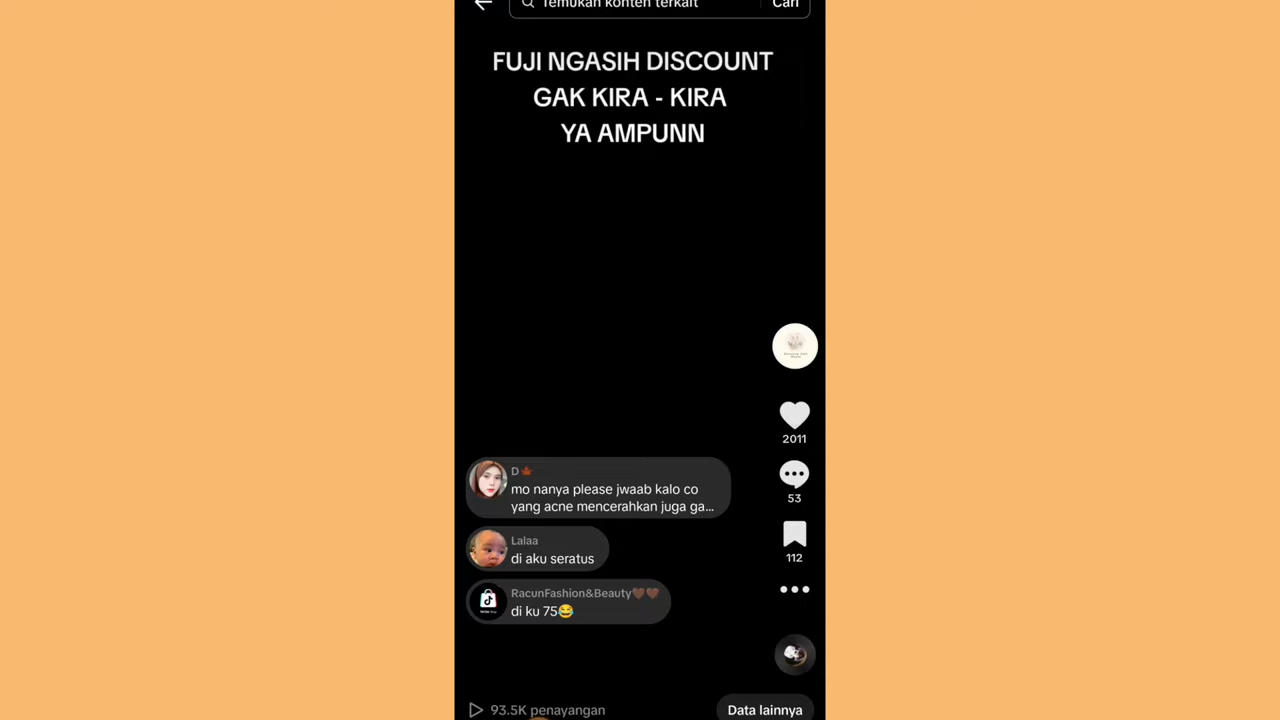 Temukan konten terkait
Cari
FUJI NGASIH DISCOUNT
GAK KIRA - KIRA
YA AMPUNN
2011
D🍁
mo nanya please jwaab kalo co
yang acne mencerahkan juga ga...
53
Lalaa
di aku seratus
112
RacunFashion&Beauty🤎🤎
di ku 75😂
93.5K penayangan
Data lainnya